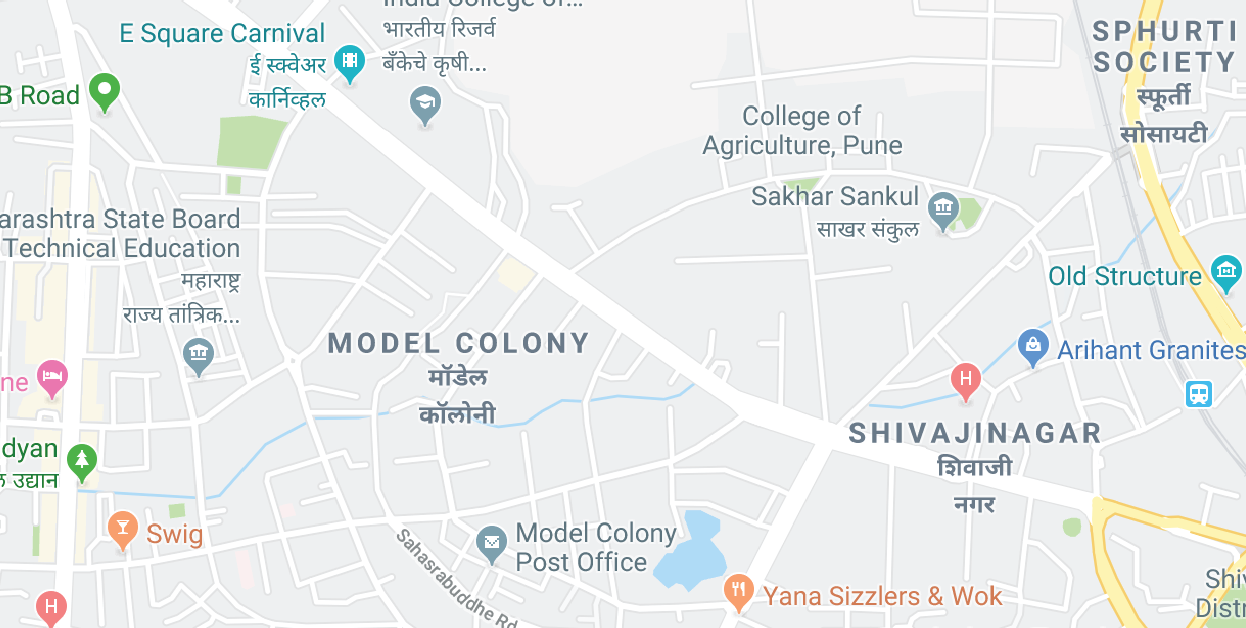 India College of...
भारतीय रिजर्व
बँकेचे कृषी...
E Square Carnival
ई स्क्वेअर
कार्निव्हल
SPHURTI
SOCIETY
स्फूर्ती
सोसायटी
B Road
College of
Agriculture, Pune
Sakhar Sankul
साखर संकुल
arashtra State Board
Technical Education
महाराष्ट्र
राज्य तांत्रिक...
Old Structure
MODEL COLONY
मॉडेल
कॉलोनी
Arihant Granites
ne
H
SHIVAJINAGAR
शिवाजी
नगर
dyan
ल उद्यान
Swig
Model Colony
Post Office
Sahasrabuddhe Rd
Yana Sizzlers & Wok
Shiv
Distr
H